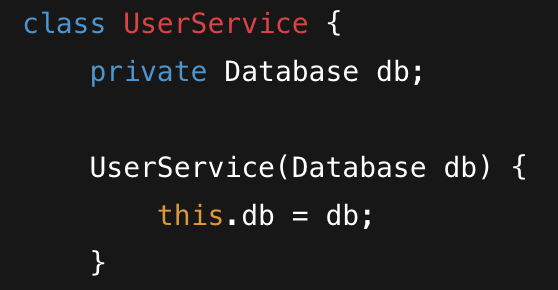 class UserService {
    private Database db;

    UserService(Database db) {
        this.db = db;
    }